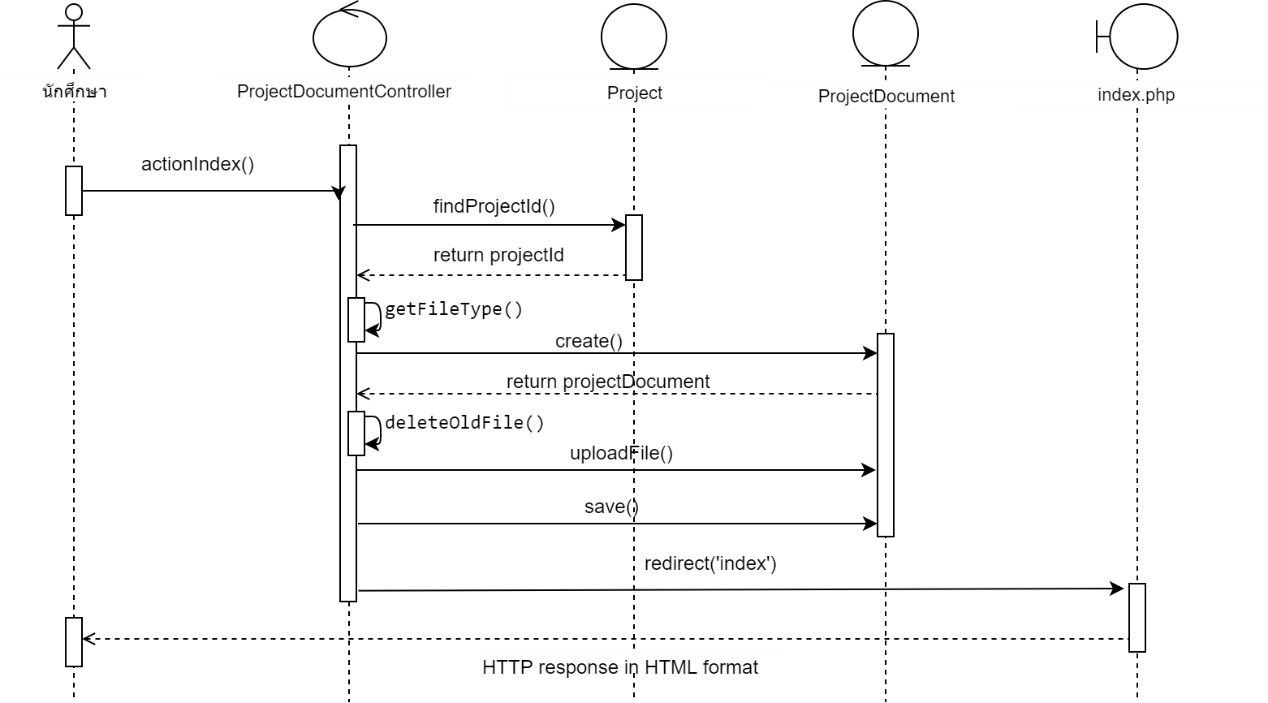 นักศึกษา
ProjectDocumentController
Project
ProjectDocument
index.php
actionIndex()
findProjectId()
return projectId
getFileType()
create()
return projectDocument
deleteOldFile()
uploadFile()
save()
redirect('index')
HTTP response in HTML format